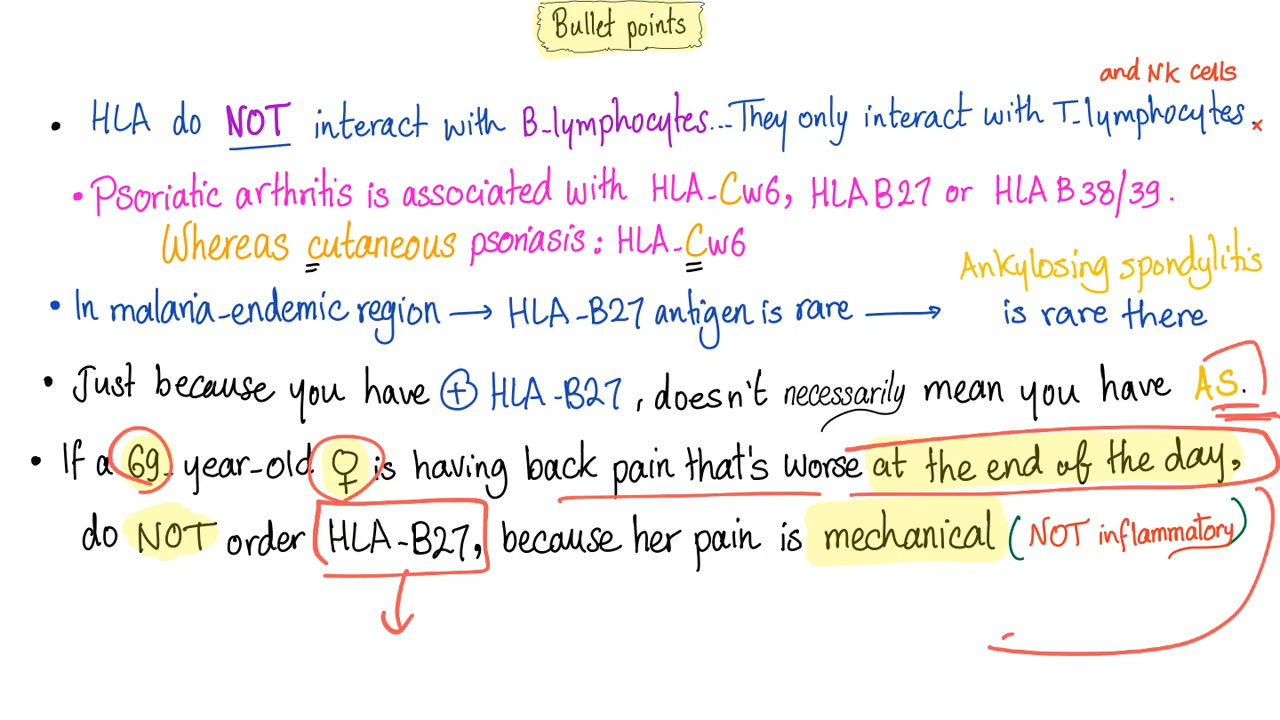 Bullet points
and NK cells
• HLA do NOT interact with B-lymphocytes...They only interact with T-lymphocytes.x
• Psoriatic arthritis is associated with HLA-Cw6, HLA B27 or HLA B38/39.
Whereas cutaneous psoriasis: HLA-Cw6
Ankylosing spondylitis
• In malaria-endemic region → HLA-B27 antigen is rare → is rare there
• Just because you have + HLA-B27, doesn't necessarily mean you have AS.
• If a 69-year-old ♀ is having back pain that's worse at the end of the day,
do NOT order HLA-B27, because her pain is mechanical (NOT inflammatory)